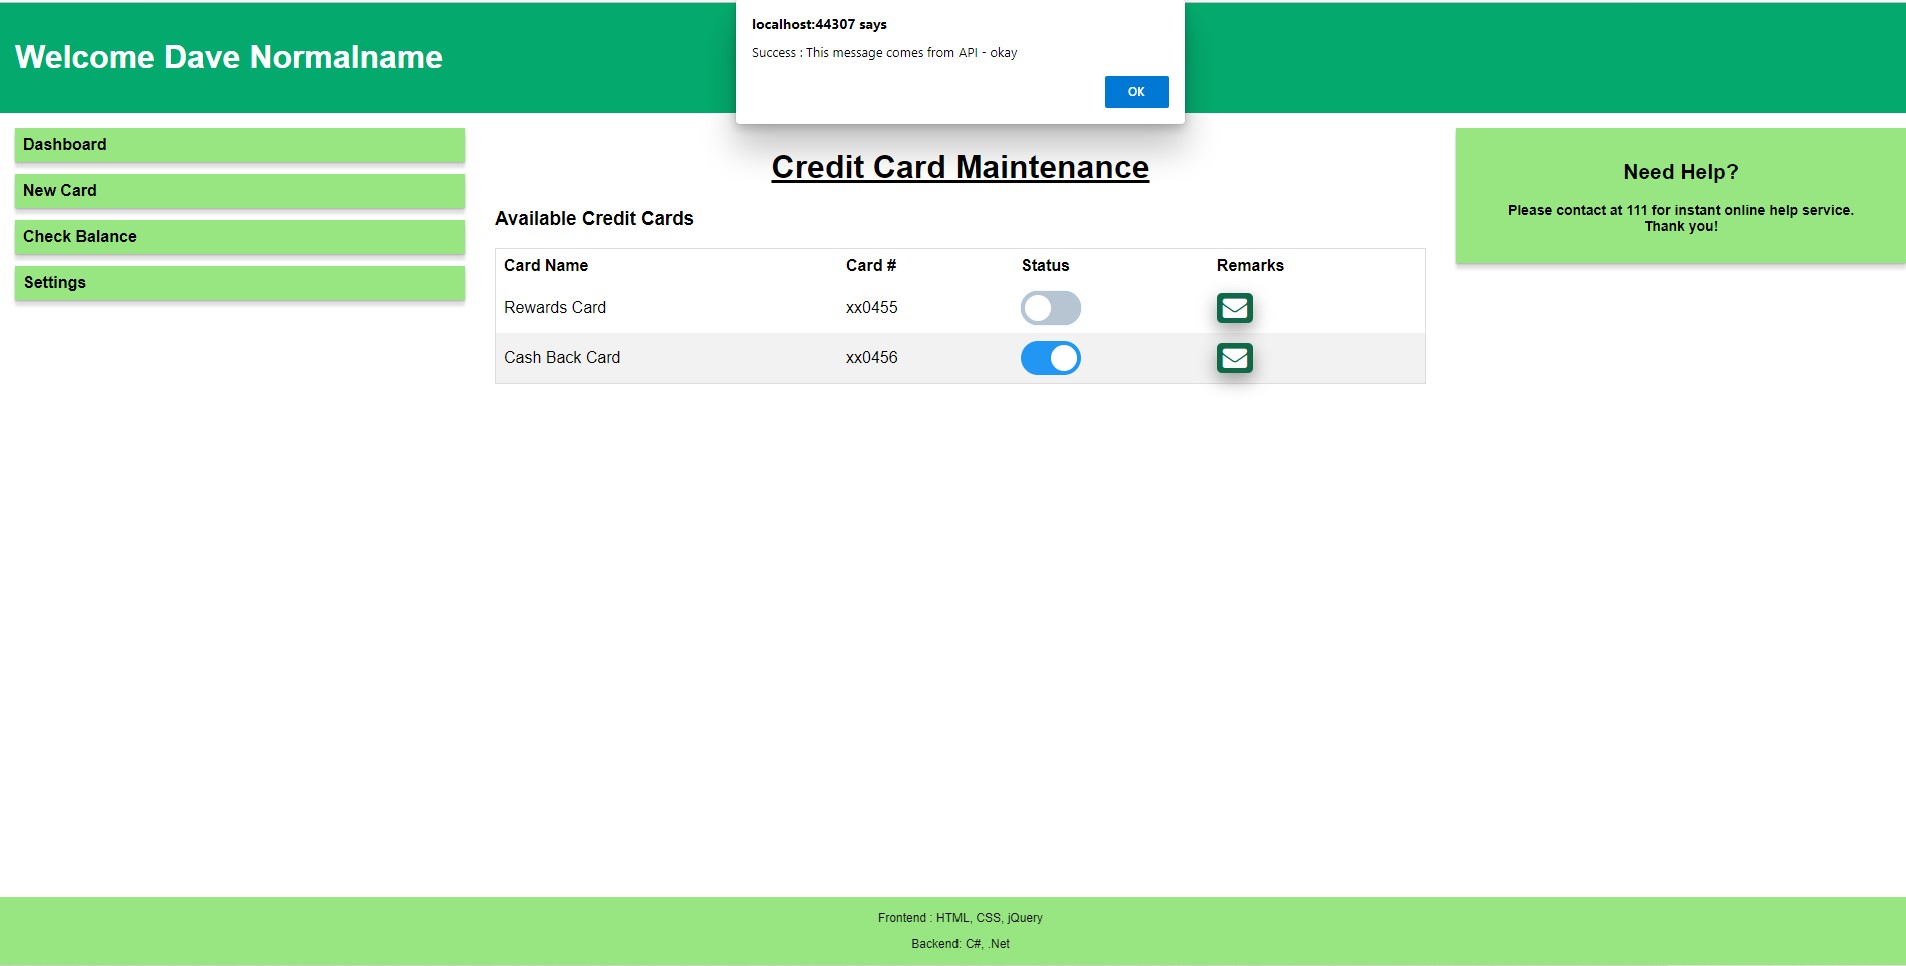 localhost:44307 says
Success : This message comes from API - okay
OK
Welcome Dave Normalname
Dashboard
New Card
Check Balance
Settings
Credit Card Maintenance
Available Credit Cards
Card Name Card # Status Remarks
Rewards Card xx0455
Cash Back Card xx0456
Need Help?
Please contact at 111 for instant online help service.
Thank you!
Frontend : HTML, CSS, jQuery
Backend: C#, .Net